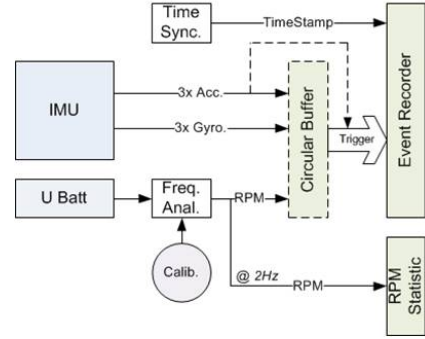 Time
Sync.
TimeStamp
IMU
3x Acc.
3x Gyro.
Circular Buffer
Trigger
Event Recorder
U Batt
Freq.
Anal.
RPM
Calib.
@ 2Hz
RPM
RPM
Statistic